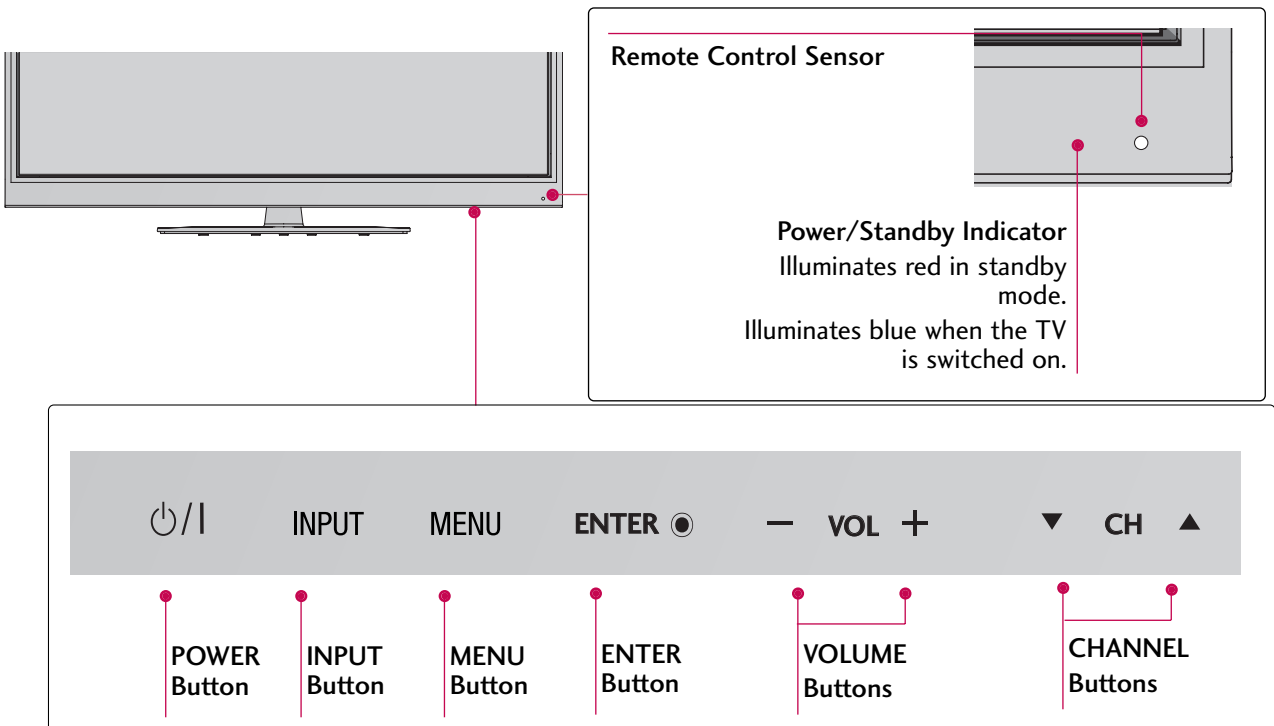 Remote Control Sensor
Power/Standby Indicator
Illuminates red in standby
mode.
Illuminates blue when the TV
is switched on.
⏻/I INPUT MENU ENTER ◉ − VOL + ▼ CH ▲
POWER
Button
INPUT
Button
MENU
Button
ENTER
Button
VOLUME
Buttons
CHANNEL
Buttons